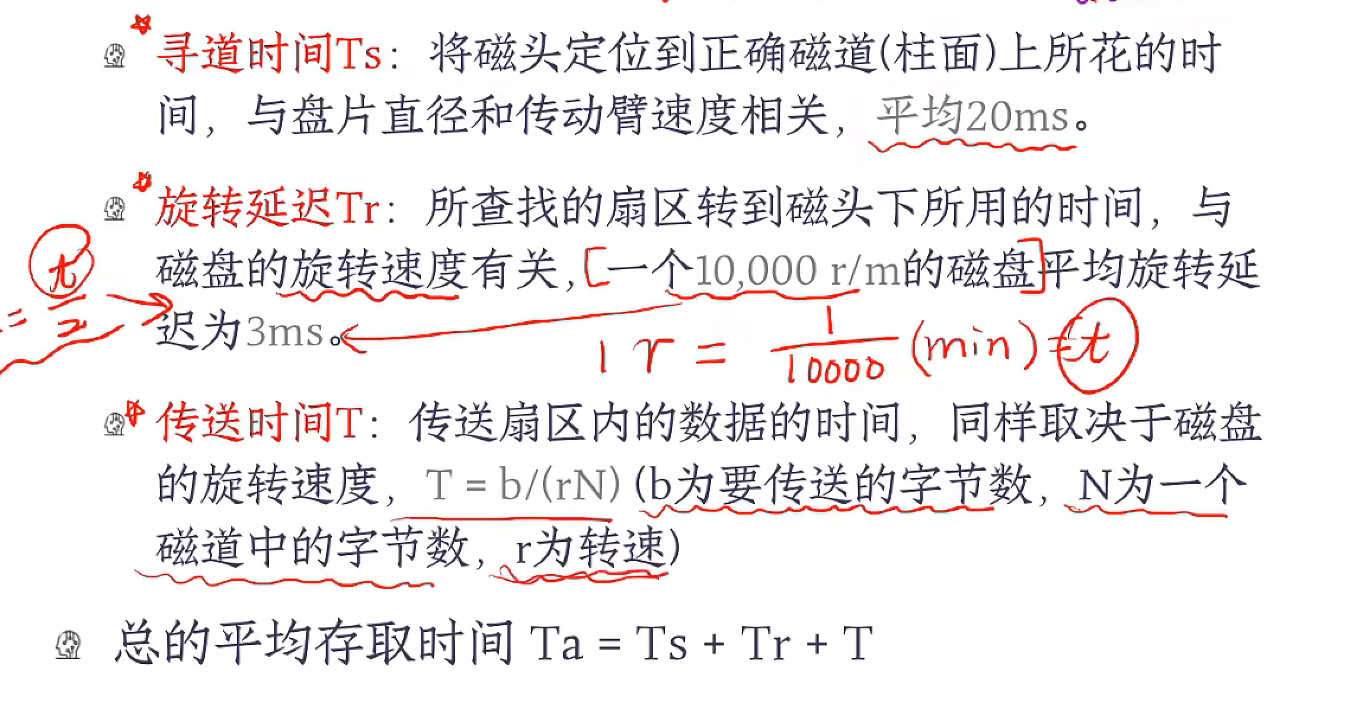 寻道时间Ts：将磁头定位到正确磁道(柱面)上所花的时
间，与盘片直径和传动臂速度相关，平均20ms。
旋转延迟Tr：所查找的扇区转到磁头下所用的时间，与
磁盘的旋转速度有关，[一个10,000 r/m的磁盘]平均旋转延
= t/2
迟为3ms。
1 r = 1/10000 (min) = t
传送时间T：传送扇区内的数据的时间，同样取决于磁盘
的旋转速度，T = b/(rN) (b为要传送的字节数，N为一个
磁道中的字节数，r为转速)
总的平均存取时间 Ta = Ts + Tr + T